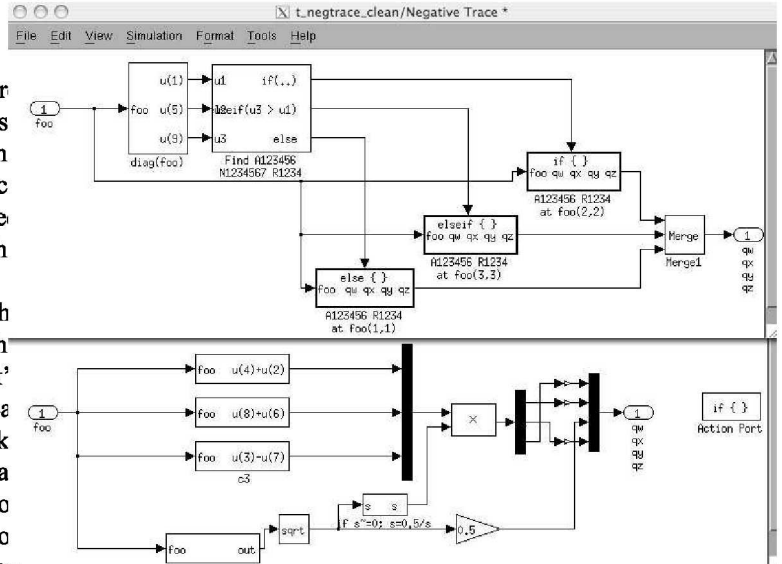 t_negtrace_clean/Negative Trace *
File Edit View Simulation Format Tools Help
1
foo
foo u(1)
u(5)
u(9)
diag(foo)
u1 if(..)
elseif(u3 > u1)
u3 else
Find A123456
N1234567 R1234
if { }
foo qw qx qy qz
A123456 R1234
at foo(2,2)
elseif { }
foo qw qx qy qz
A123456 R1234
at foo(3,3)
else { }
foo qw qx qy qz
A123456 R1234
at foo(1,1)
Merge
Merge1
1
qw
qx
qy
qz
1
foo
foo u(4)+u(2)
foo u(8)+u(6)
foo u(3)-u(7)
c3
×
s s
if s~=0; s=0.5/s
foo out
sqrt
0.5
1
qw
qx
qy
qz
if { }
Action Port